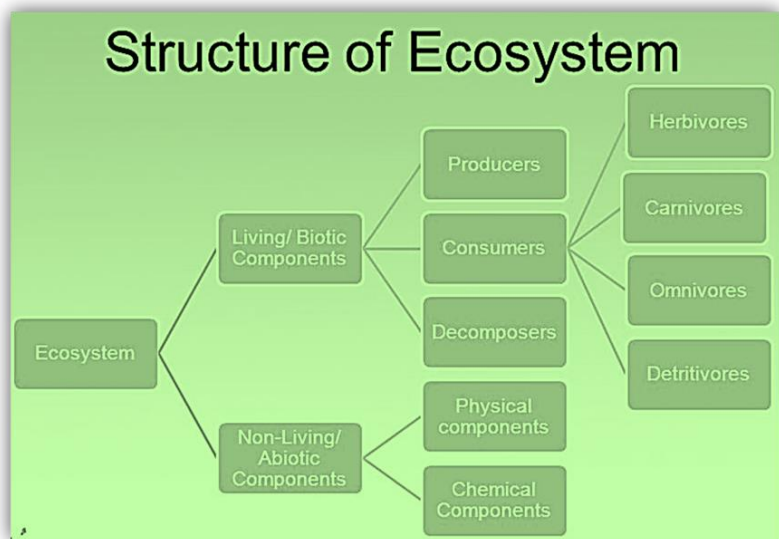 Structure of Ecosystem
Herbivores
Producers
Carnivores
Living/ Biotic
Components
Consumers
Omnivores
Decomposers
Ecosystem
Detritivores
Physical
components
Non-Living/
Abiotic
Components
Chemical
Components